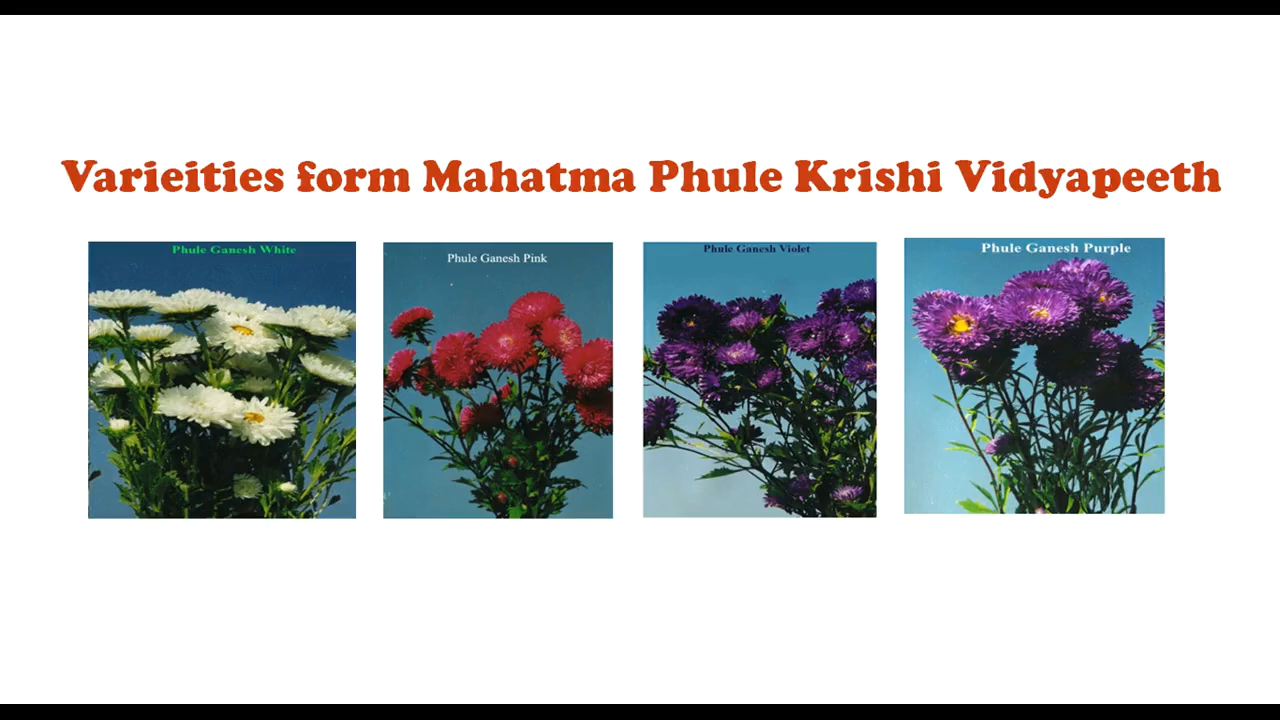 Varieities form Mahatma Phule Krishi Vidyapeeth
Phule Ganesh White
Phule Ganesh Pink
Phule Ganesh Violet
Phule Ganesh Purple